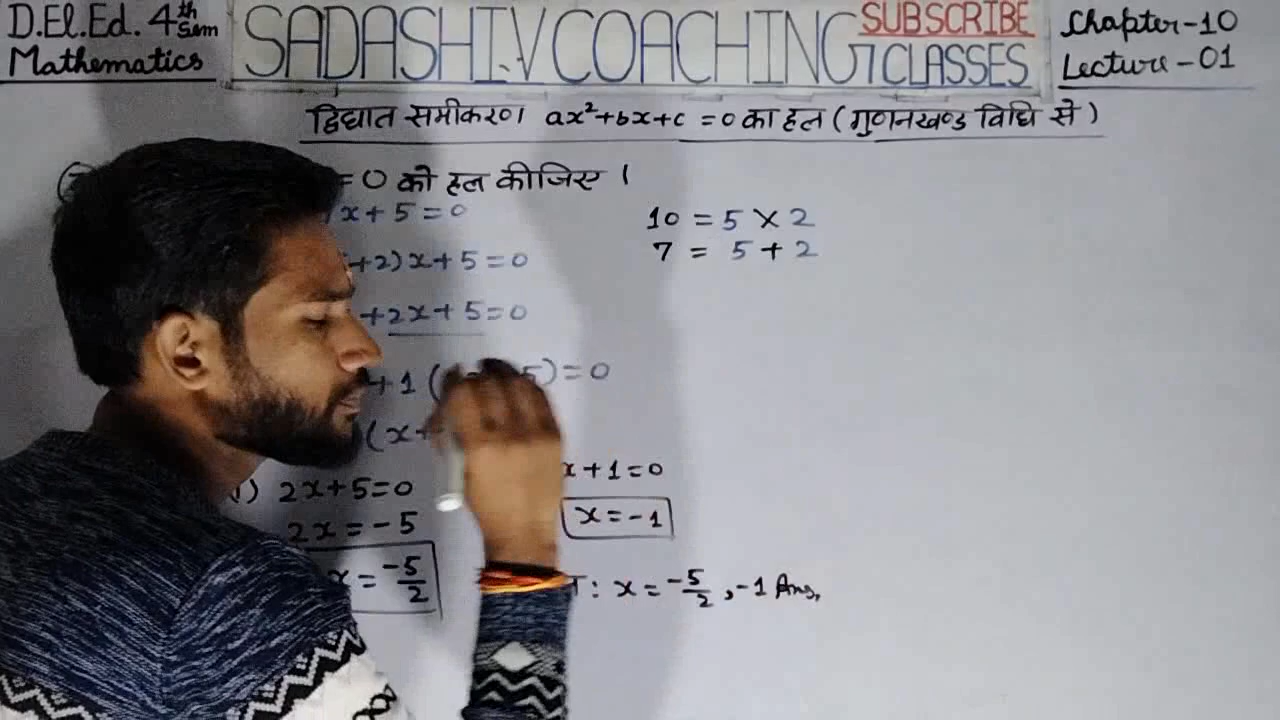 D.El.Ed. 4th Sem
Mathematics
SADASHIV COACHING CLASSES
SUBSCRIBE
Chapter-10
Lecture-01
द्विघात समीकरण ax²+bx+c=0 का हल (गुणनखण्ड विधि से)
=0 को हल कीजिए।
x+5=0
+2)x+5=0
+2x+5=0
+1( 5)=0
(x+
10 = 5×2
7 = 5+2
2x+5=0
2x=-5
x=-5/2
x+1=0
x=-1
: x=-5/2, -1 Ans.